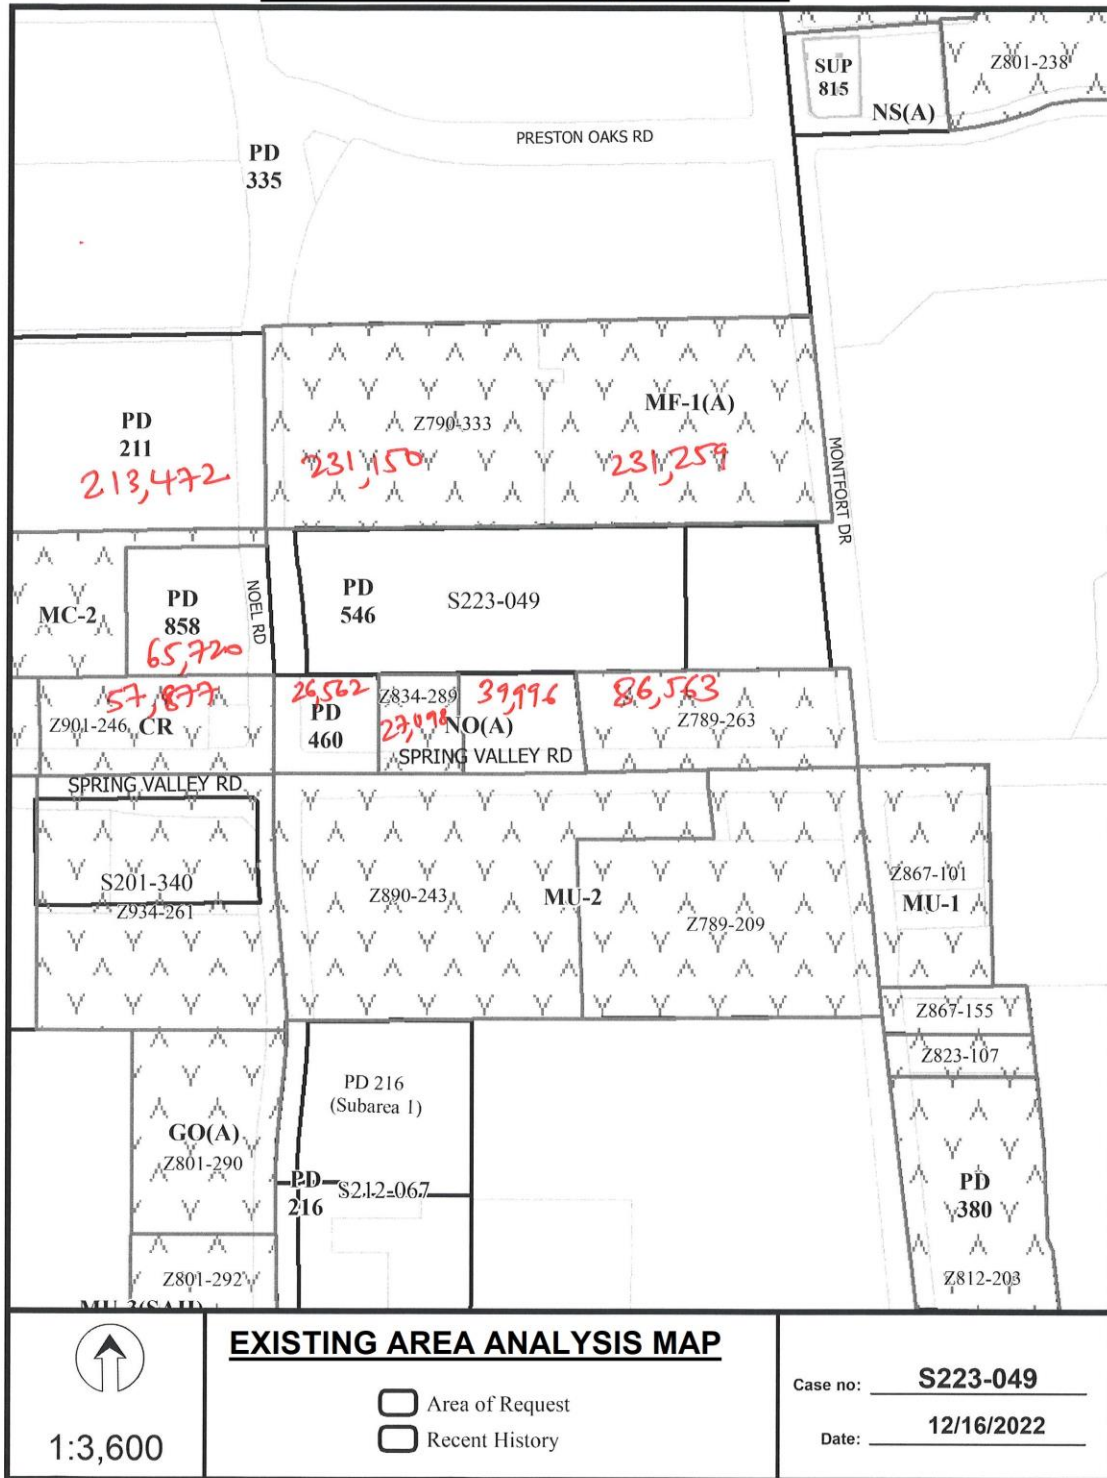 SUP
815
Z801-238
NS(A)
PRESTON OAKS RD
PD
335
PD
211
213,472
Z790-333
MF-1(A)
231,150
231,259
MONTFORT DR
MC-2
PD
858
65,720
NOEL RD
PD
546
S223-049
57,877
Z901-246
CR
26,562
PD
460
Z834-289
27,098
39,996
NO(A)
86,563
Z789-263
SPRING VALLEY RD
SPRING VALLEY RD
S201-340
Z934-261
Z890-243
MU-2
Z789-209
Z867-101
MU-1
Z867-155
Z823-107
PD 216
(Subarea 1)
GO(A)
Z801-290
PD
216
S212-067
PD
380
Z801-292
Z812-203
1:3,600
EXISTING AREA ANALYSIS MAP
Area of Request
Recent History
Case no: S223-049
Date: 12/16/2022